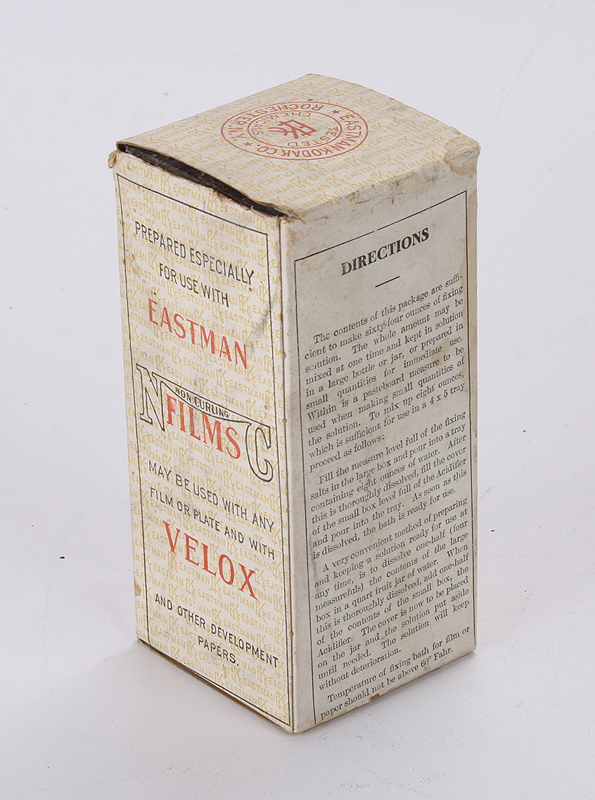 EASTMAN KODAK CO.
ROCHESTER, N.Y.
TESTED
CHEMICALS
EK
PREPARED ESPECIALLY
FOR USE WITH
EASTMAN
N NON CURLING C
FILMS
MAY BE USED WITH ANY
FILM OR PLATE AND WITH
VELOX
AND OTHER DEVELOPMENT
PAPERS.
DIRECTIONS
The contents of this package are suffi-
cient to make sixty-four ounces of fixing
solution. The whole amount may be
mixed at one time and kept in solution
in a large bottle or jar, or prepared in
small quantities for immediate use.
Within is a pasteboard measure to be
used when making small quantities of
the solution. To mix up eight ounces,
which is sufficient for use in a 4 x 5 tray
proceed as follows:
Fill the measure level full of the fixing
salts in the large box and pour into a tray
containing eight ounces of water. After
this is thoroughly dissolved, fill the cover
of the small box level full of the Acidifier
and pour into the tray. As soon as this
is dissolved, the bath is ready for use.
A very convenient method of preparing
and keeping a solution ready for use at
any time, is to dissolve one-half (four
measurefuls) the contents of the large
box in a quart fruit jar of water. When
this is thoroughly dissolved, add one-half
of the contents of the small box, the
Acidifier. The cover is now to be placed
on the jar and the solution put aside
until needed. The solution will keep
without deterioration.
Temperature of fixing bath for film or
paper should not be above 60° Fahr.